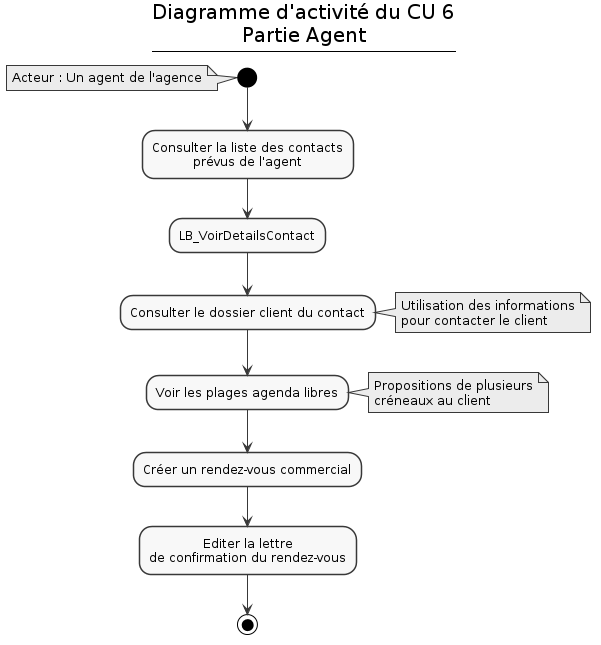 Diagramme d'activité du CU 6
Partie Agent
Acteur : Un agent de l'agence
Consulter la liste des contacts
prévus de l'agent
LB_VoirDetailsContact
Consulter le dossier client du contact
Utilisation des informations
pour contacter le client
Voir les plages agenda libres
Propositions de plusieurs
créneaux au client
Créer un rendez-vous commercial
Editer la lettre
de confirmation du rendez-vous